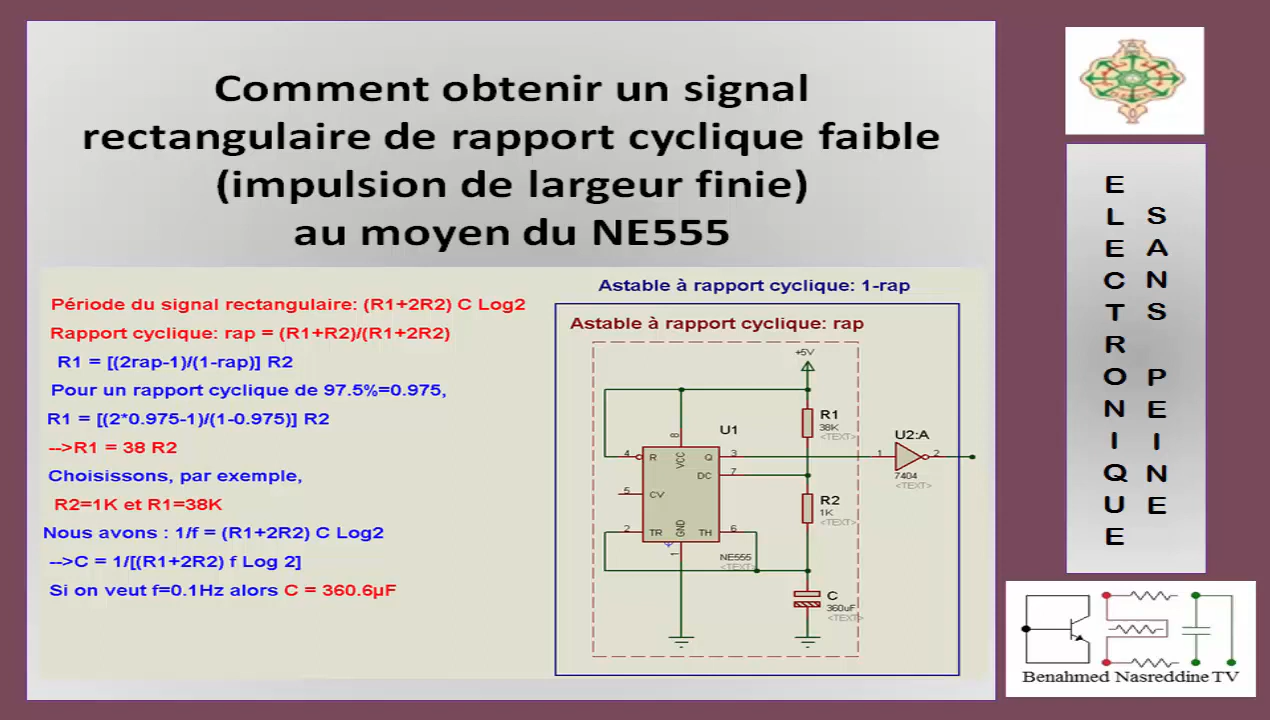 Comment obtenir un signal
rectangulaire de rapport cyclique faible
(impulsion de largeur finie)
au moyen du NE555
Période du signal rectangulaire: (R1+2R2) C Log2
Rapport cyclique: rap = (R1+R2)/(R1+2R2)
R1 = [(2rap-1)/(1-rap)] R2
Pour un rapport cyclique de 97.5%=0.975,
R1 = [(2*0.975-1)/(1-0.975)] R2
-->R1 = 38 R2
Choisissons, par exemple,
R2=1K et R1=38K
Nous avons : 1/f = (R1+2R2) C Log2
-->C = 1/[(R1+2R2) f Log 2]
Si on veut f=0.1Hz alors C = 360.6µF
Astable à rapport cyclique: 1-rap
Astable à rapport cyclique: rap
+5V
R1
38K
<TEXT>
U1
8
VCC
4
R
Q
3
DC
7
5
CV
2
TR
GND
1
TH
6
NE555
<TEXT>
R2
1K
<TEXT>
C
360uF
<TEXT>
U2:A
1
2
7404
<TEXT>
ELECTRONIQUE
SANS PEINE
Benahmed Nasreddine TV